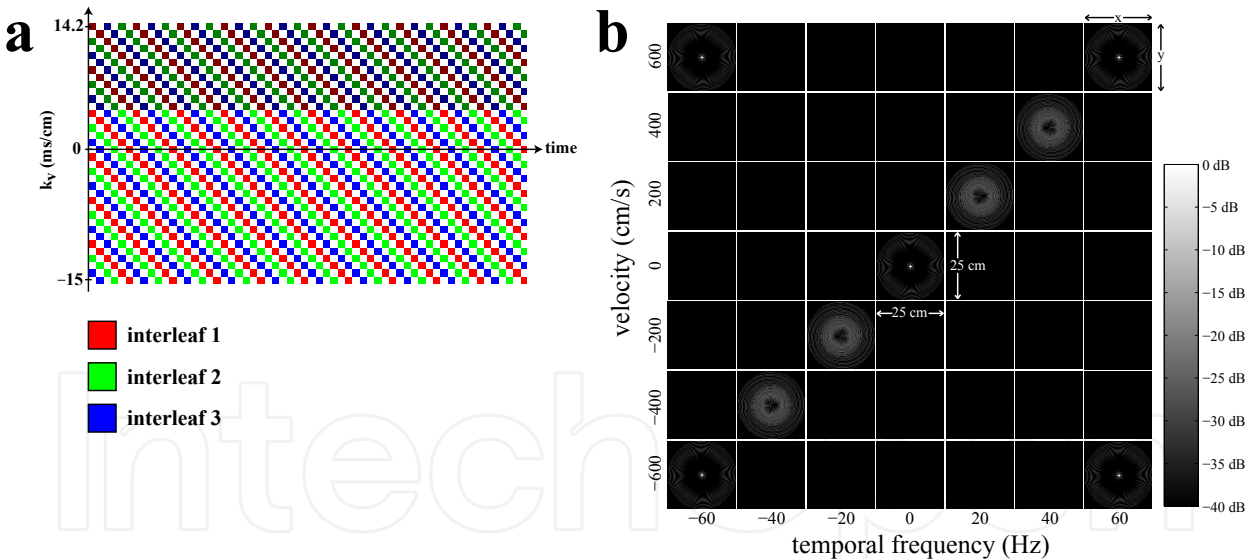 a
14.2
0
−15
k_v (ms/cm)
time
interleaf 1
interleaf 2
interleaf 3
b
velocity (cm/s)
600
400
200
0
−200
−400
−600
x
y
25 cm
25 cm
−60
−40
−20
0
20
40
60
temporal frequency (Hz)
0 dB
−5 dB
−10 dB
−15 dB
−20 dB
−25 dB
−30 dB
−35 dB
−40 dB
IntechOpen